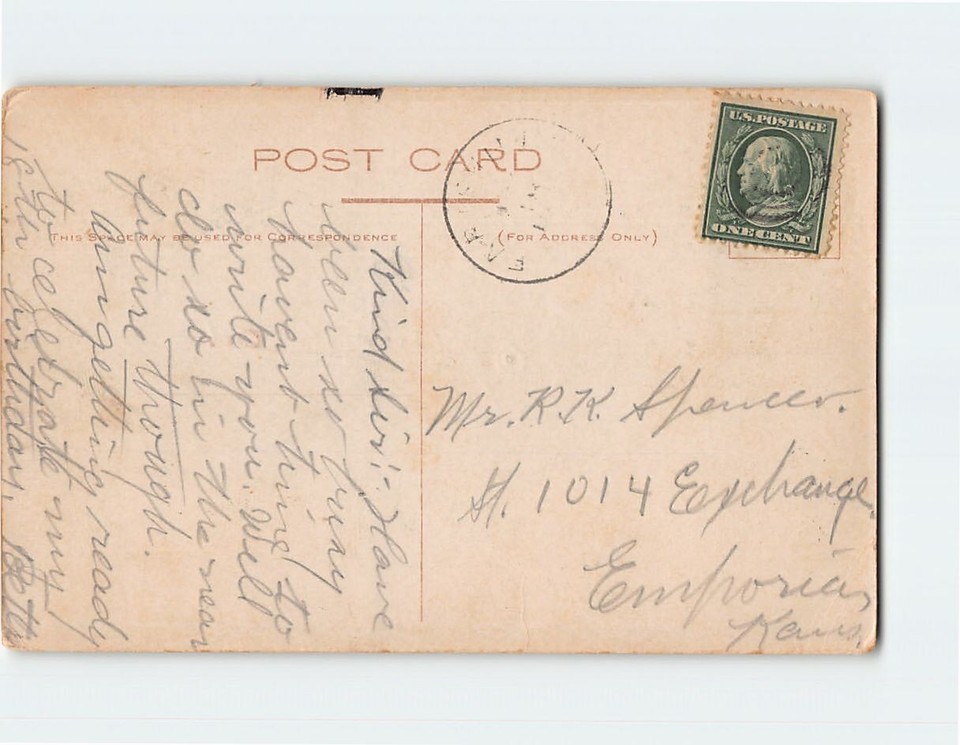 POST CARD
THIS SPACE MAY BE USED FOR CORRESPONDENCE
(FOR ADDRESS ONLY)
U.S. POSTAGE
ONE CENT
Kind Sir:- Have
been so busy
havent time to
write you. Will
do so in the near
future though.
Am getting ready
to celebrate my
18th birthday.
Mr. R.K. Spencer.
St. 1014 Exchange.
Emporia,
Kans,